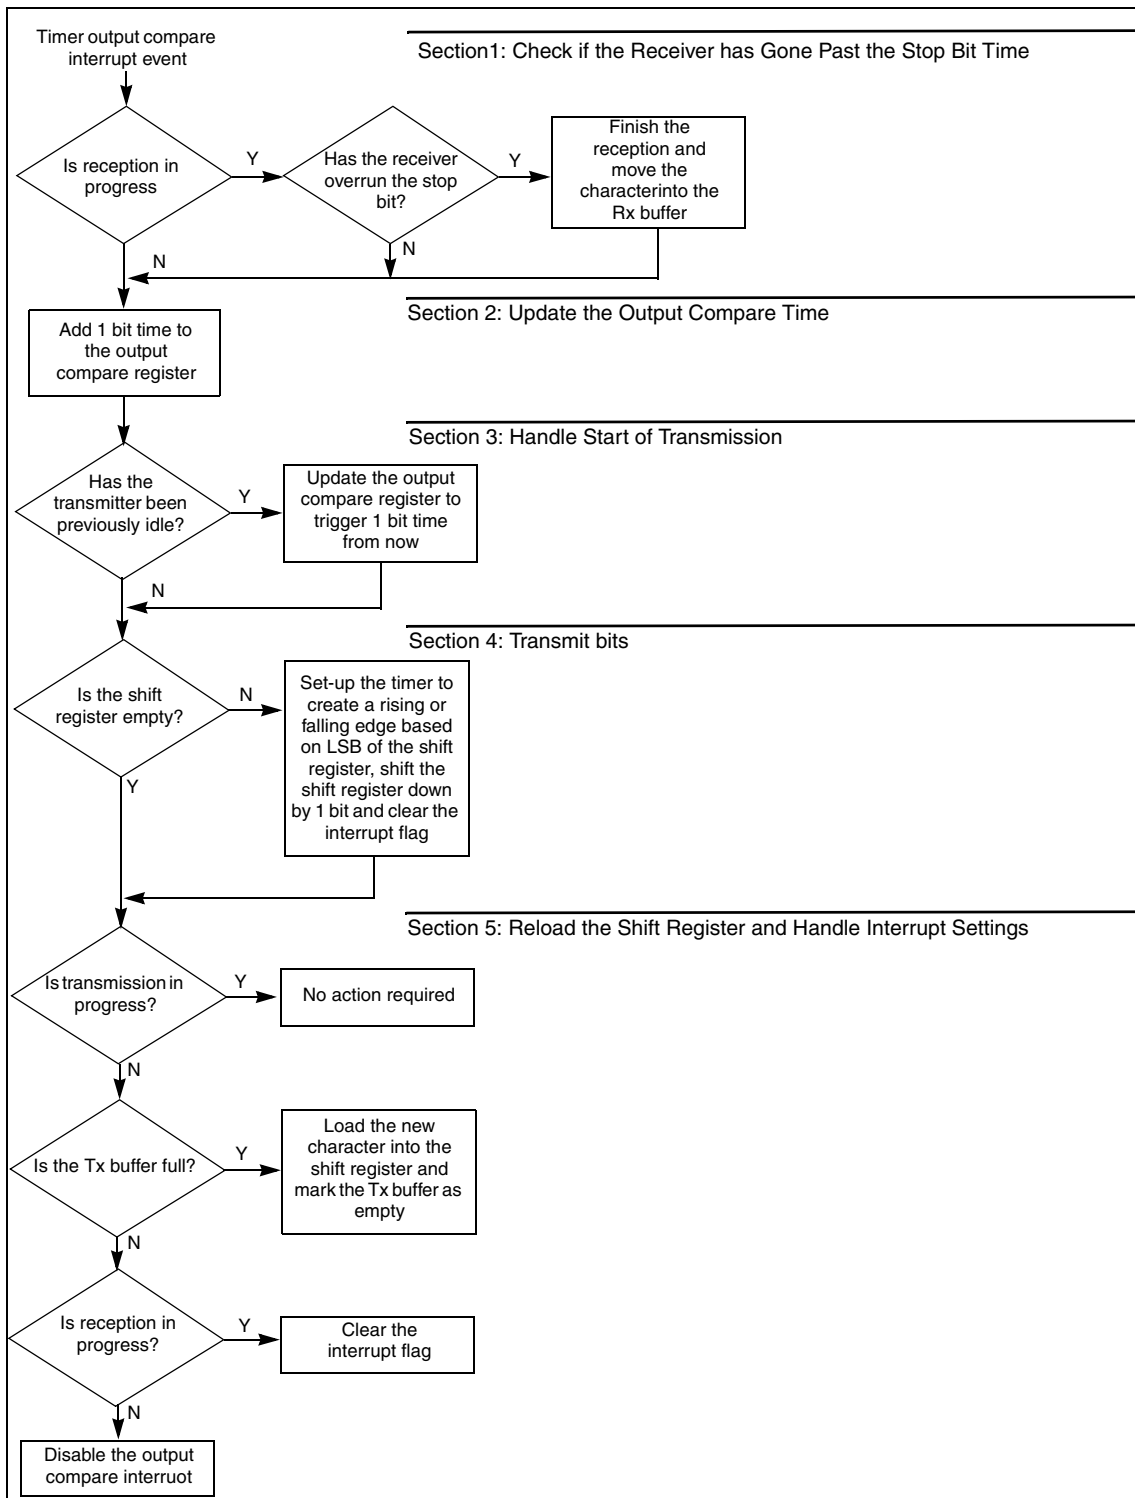 Timer output compare
interrupt event
Section1: Check if the Receiver has Gone Past the Stop Bit Time
Is reception in
progress
Y
Has the receiver
overrun the stop
bit?
Y
Finish the
reception and
move the
characterinto the
Rx buffer
N
N
Section 2: Update the Output Compare Time
Add 1 bit time to
the output
compare register
Section 3: Handle Start of Transmission
Has the
transmitter been
previously idle?
Y
Update the output
compare register to
trigger 1 bit time
from now
N
Section 4: Transmit bits
Is the shift
register empty?
N
Set-up the timer to
create a rising or
falling edge based
on LSB of the shift
register, shift the
shift register down
by 1 bit and clear the
interrupt flag
Y
Section 5: Reload the Shift Register and Handle Interrupt Settings
Is transmission in
progress?
Y
No action required
N
Is the Tx buffer full?
Y
Load the new
character into the
shift register and
mark the Tx buffer as
empty
N
Is reception in
progress?
Y
Clear the
interrupt flag
N
Disable the output
compare interruot